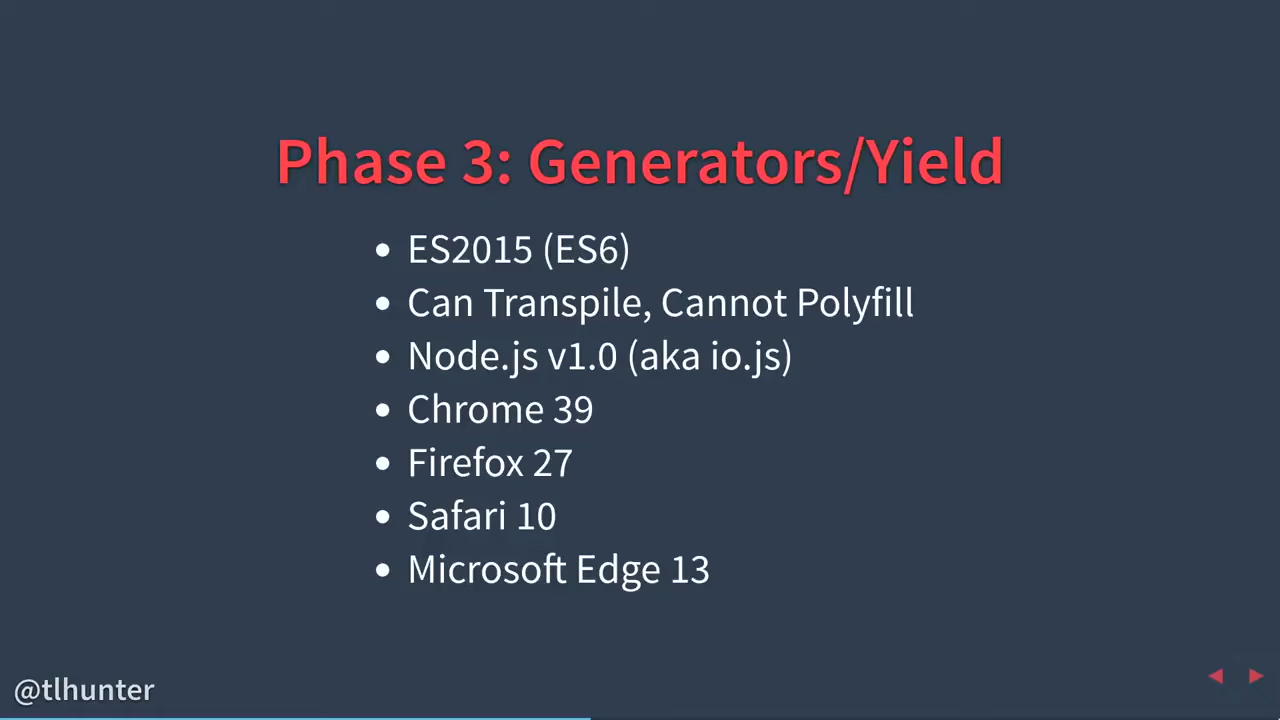 Phase 3: Generators/Yield
ES2015 (ES6)
Can Transpile, Cannot Polyfill
Node.js v1.0 (aka io.js)
Chrome 39
Firefox 27
Safari 10
Microsoft Edge 13
@tlhunter